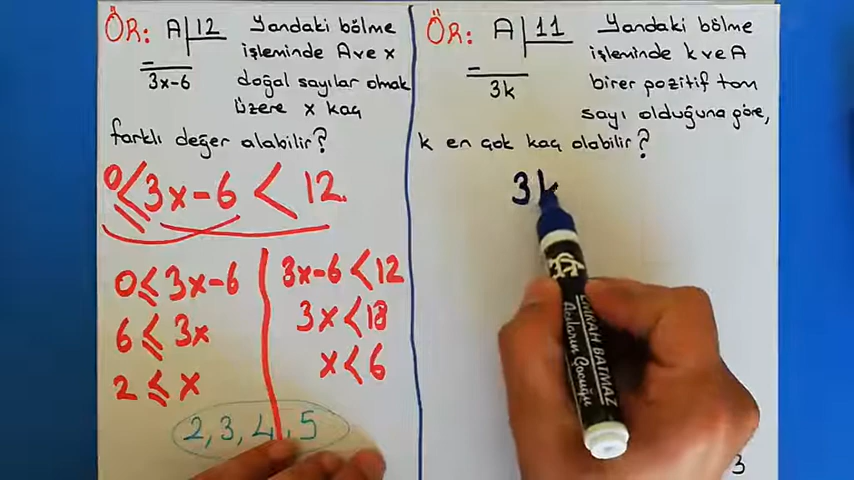 ÖR: A 12 Yandaki bölme
işleminde A ve x
3x-6 doğal sayılar olmak
üzere x kaç
farklı değer alabilir?
0 ≤ 3x-6 < 12.
0 ≤ 3x-6
6 ≤ 3x
2 ≤ x
3x-6 < 12
3x < 18
x < 6
2, 3, 4, 5
ÖR: A 11 Yandaki bölme
işleminde k ve A
3k birer pozitif tam
sayı olduğuna göre,
k en çok kaç olabilir?
3k
EMRAH BATMAZ
3